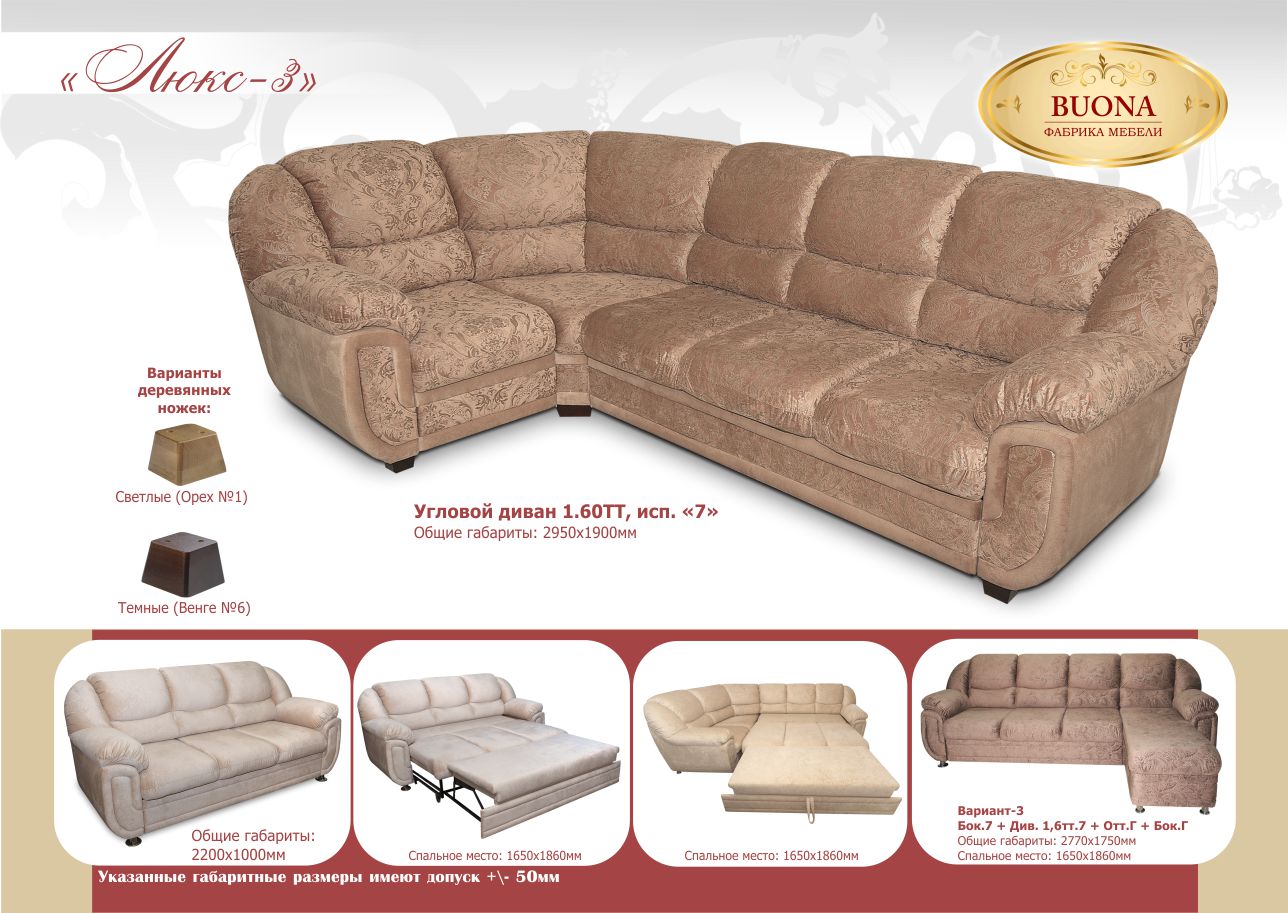 «Люкс-3»
BUONA
ФАБРИКА МЕБЕЛИ
Варианты
деревянных
ножек:
Светлые (Орех №1)
Темные (Венге №6)
Угловой диван 1.60ТТ, исп. «7»
Общие габариты: 2950х1900мм
Общие габариты:
2200х1000мм
Спальное место: 1650х1860мм
Спальное место: 1650х1860мм
Вариант-3
Бок.7 + Див. 1,6тт.7 + Отт.Г + Бок.Г
Общие габариты: 2770х1750мм
Спальное место: 1650х1860мм
Указанные габаритные размеры имеют допуск +\- 50мм